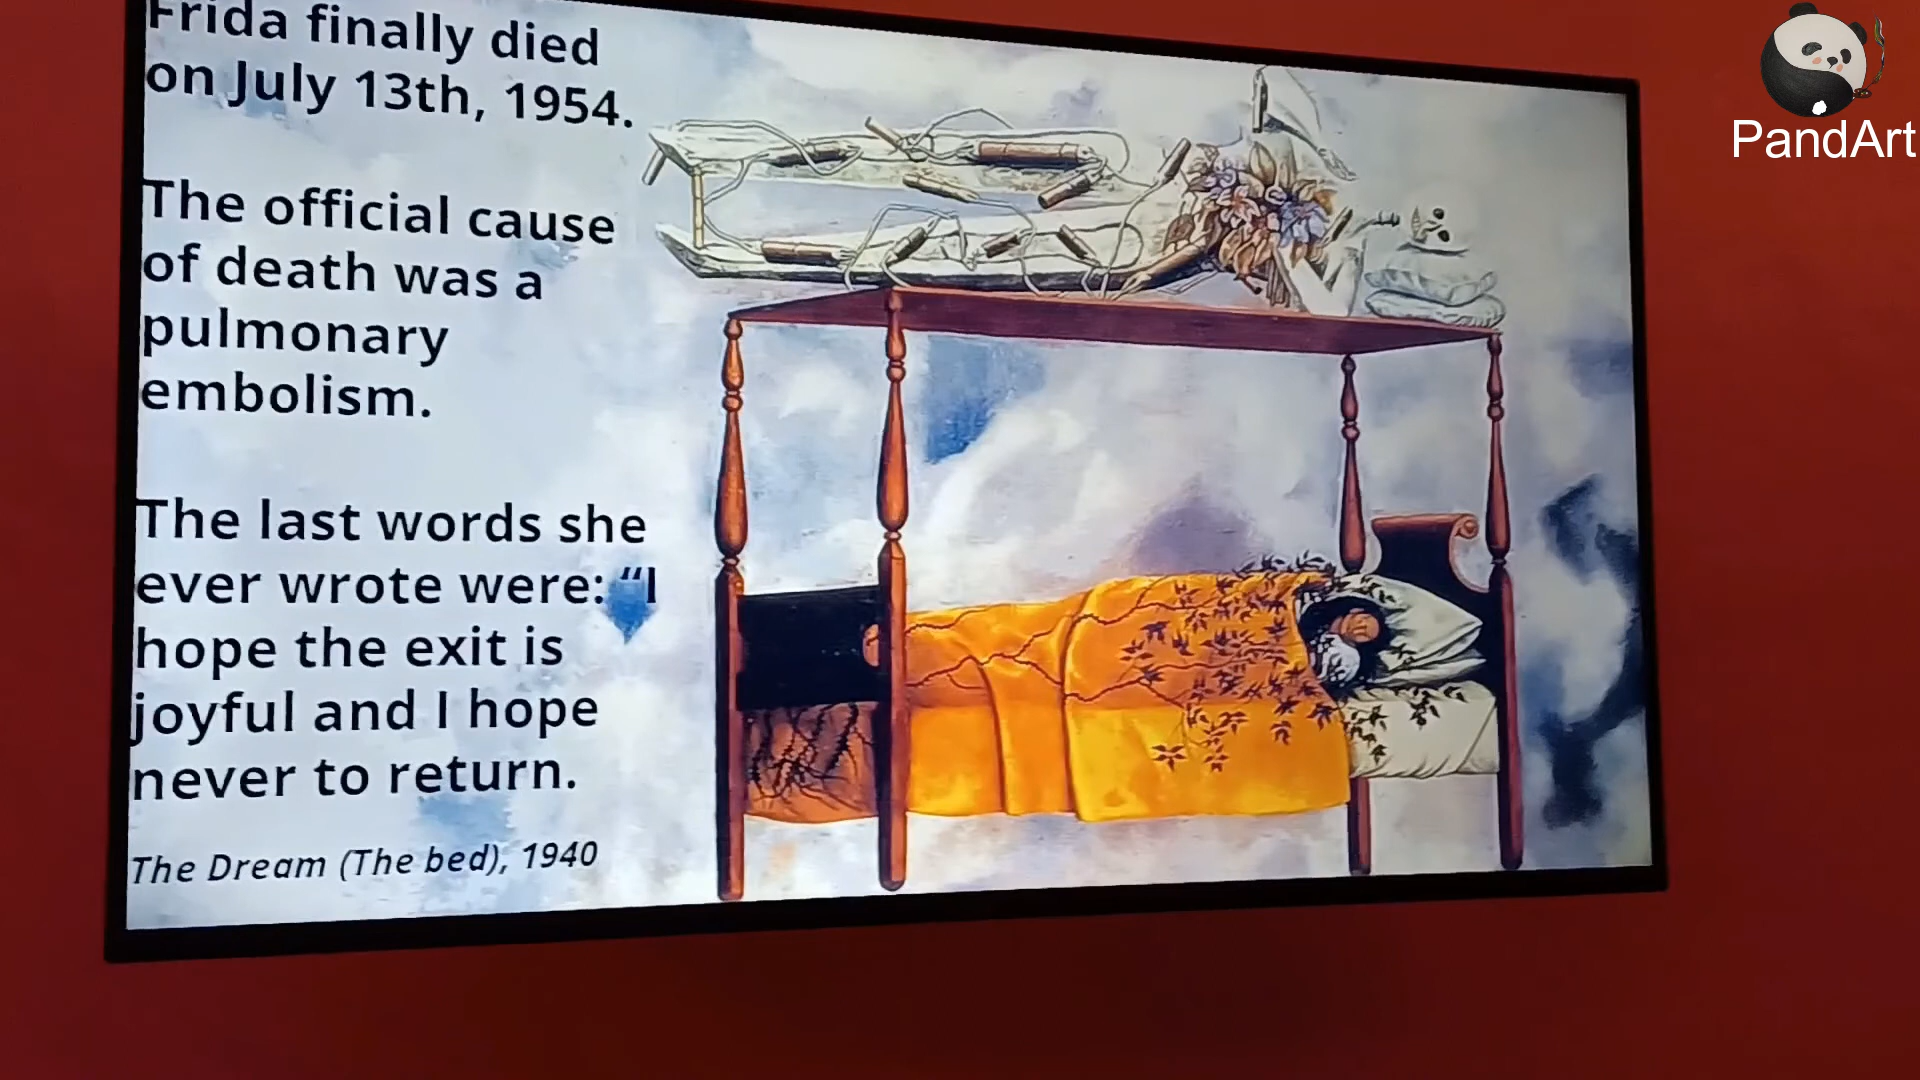 Frida finally died
on July 13th, 1954.
The official cause
of death was a
pulmonary
embolism.
The last words she
ever wrote were: “I
hope the exit is
joyful and I hope
never to return.
The Dream (The bed), 1940
PandArt